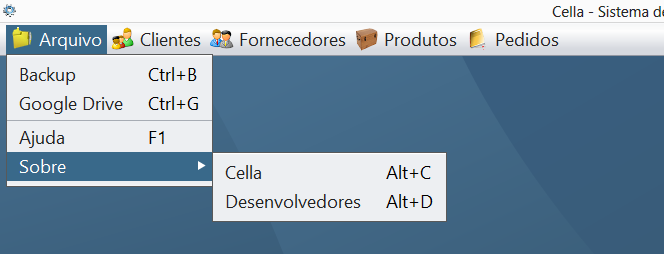 Cella - Sistema de
Arquivo Clientes Fornecedores Produtos Pedidos
Backup Ctrl+B
Google Drive Ctrl+G
Ajuda F1
Sobre
Cella Alt+C
Desenvolvedores Alt+D